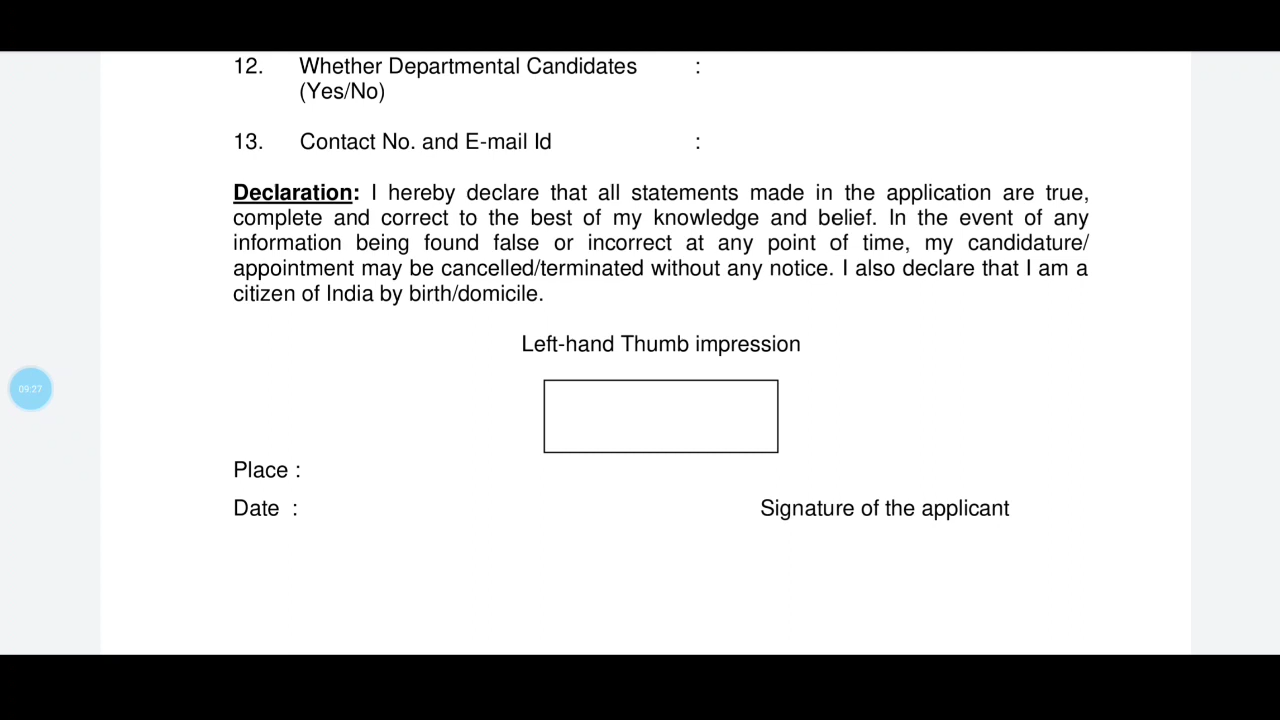 12. Whether Departmental Candidates :
(Yes/No)
13. Contact No. and E-mail Id :
Declaration: I hereby declare that all statements made in the application are true,
complete and correct to the best of my knowledge and belief. In the event of any
information being found false or incorrect at any point of time, my candidature/
appointment may be cancelled/terminated without any notice. I also declare that I am a
citizen of India by birth/domicile.
Left-hand Thumb impression
09:27
Place :
Date :
Signature of the applicant